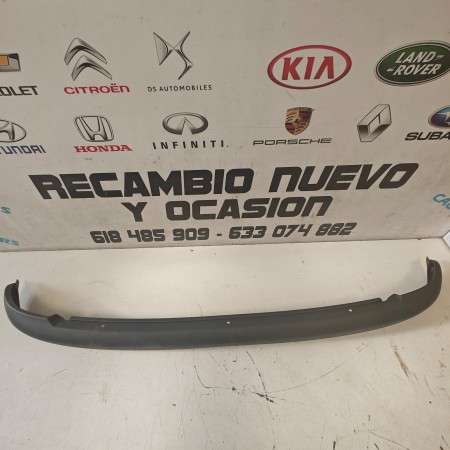 CITROËN
DS AUTOMOBILES
KIA
LAND
ROVER
HONDA
INFINITI
PORSCHE
RECAMBIO NUEVO
Y OCASION
618 485 909 - 633 074 882